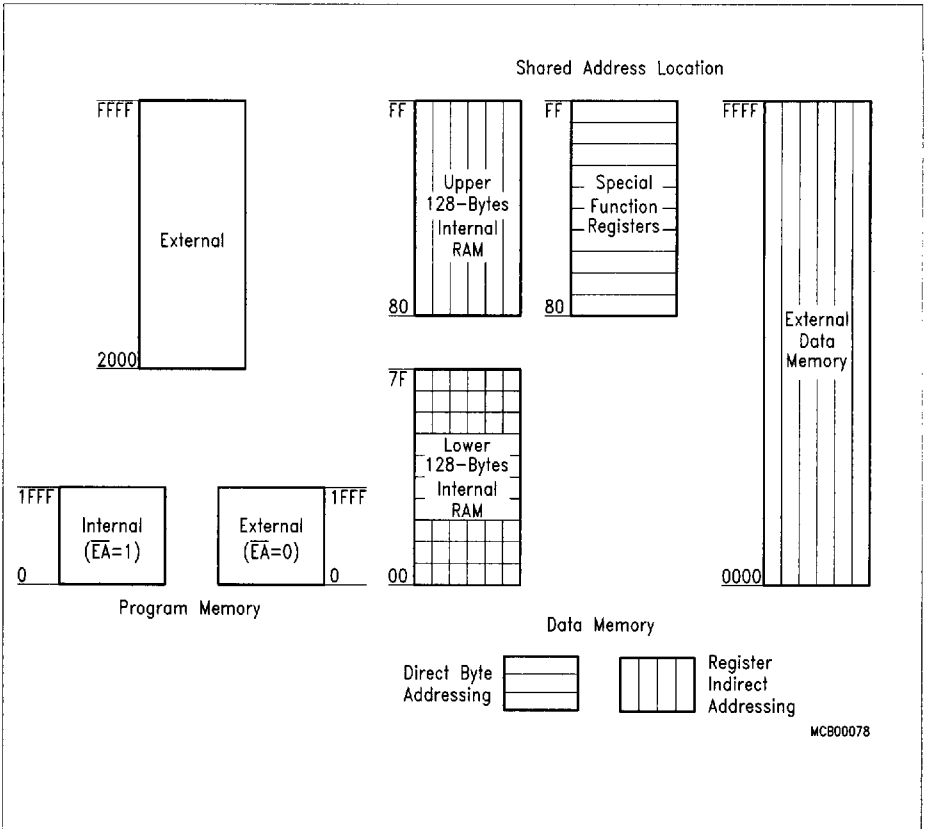 Shared Address Location
FFFF
External
2000
FF
Upper
128-Bytes
Internal
RAM
80
FF
Special
Function
Registers
80
FFFF
External
Data
Memory
0000
7F
Lower
128-Bytes
Internal
RAM
00
1FFF
Internal
(E̅A̅=1)
0
External
(E̅A̅=0)
1FFF
0
Program Memory
Data Memory
Direct Byte
Addressing
Register
Indirect
Addressing
MCB00078